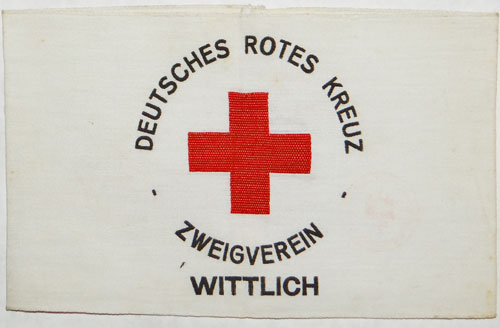 DEUTSCHES ROTES KREUZ
ZWEIGVEREIN
WITTLICH